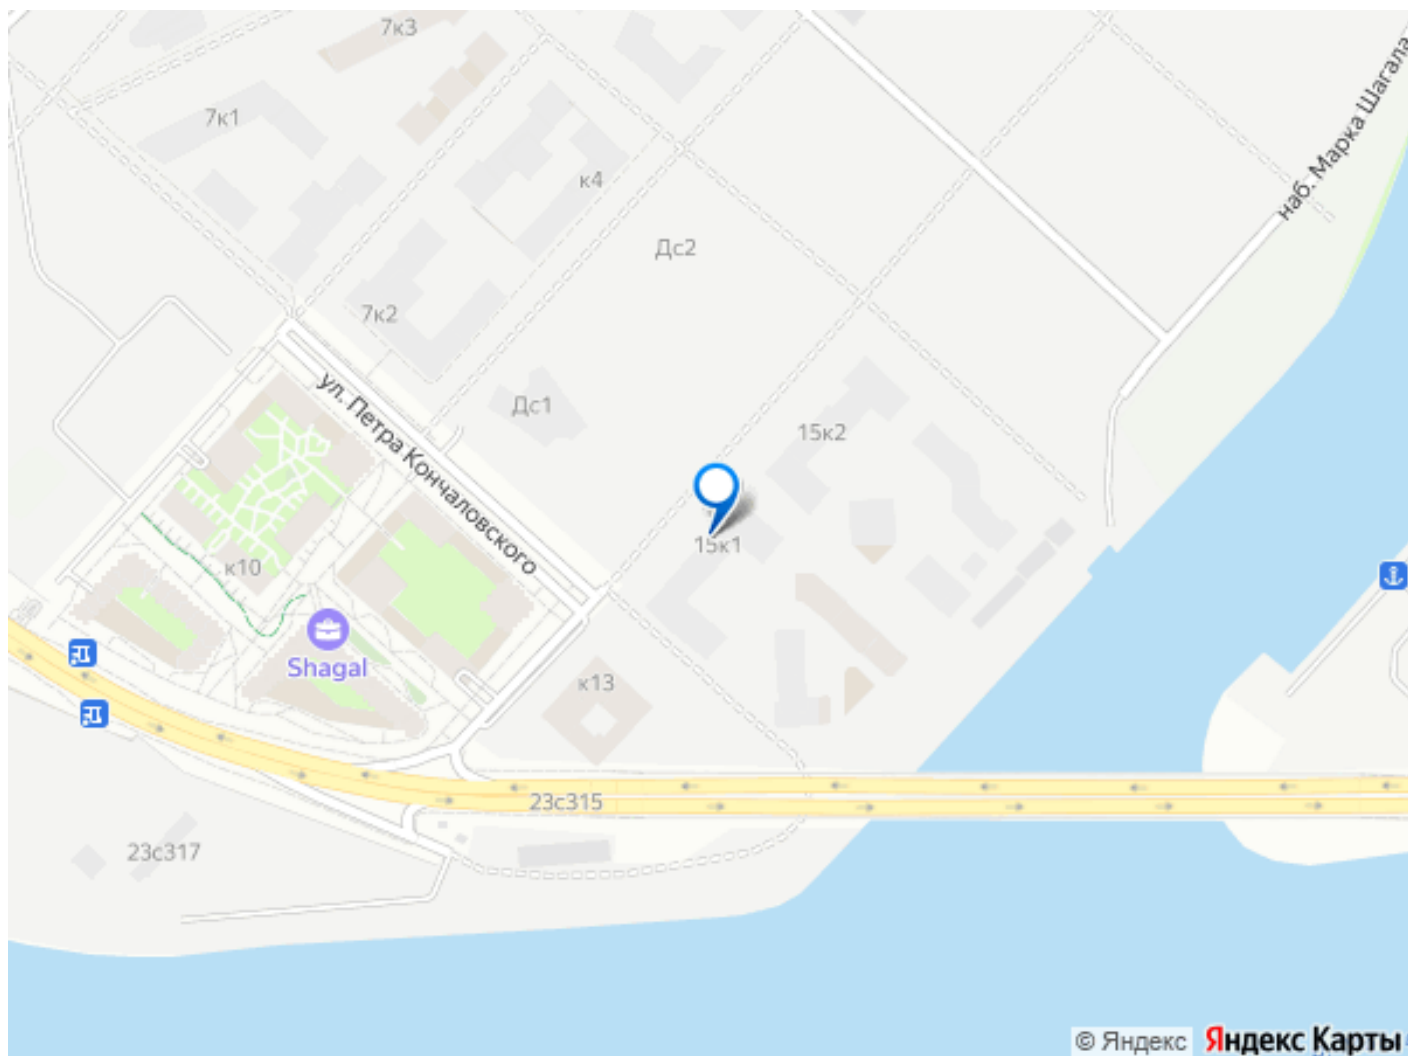 7к3
наб. Марка Шагала
7к1
к4
Дс2
7к2
ул. Петра Кончаловского
Дс1
15к2
15к1
к10
Shagal
к13
23с315
23с317
© Яндекс Яндекс Карты